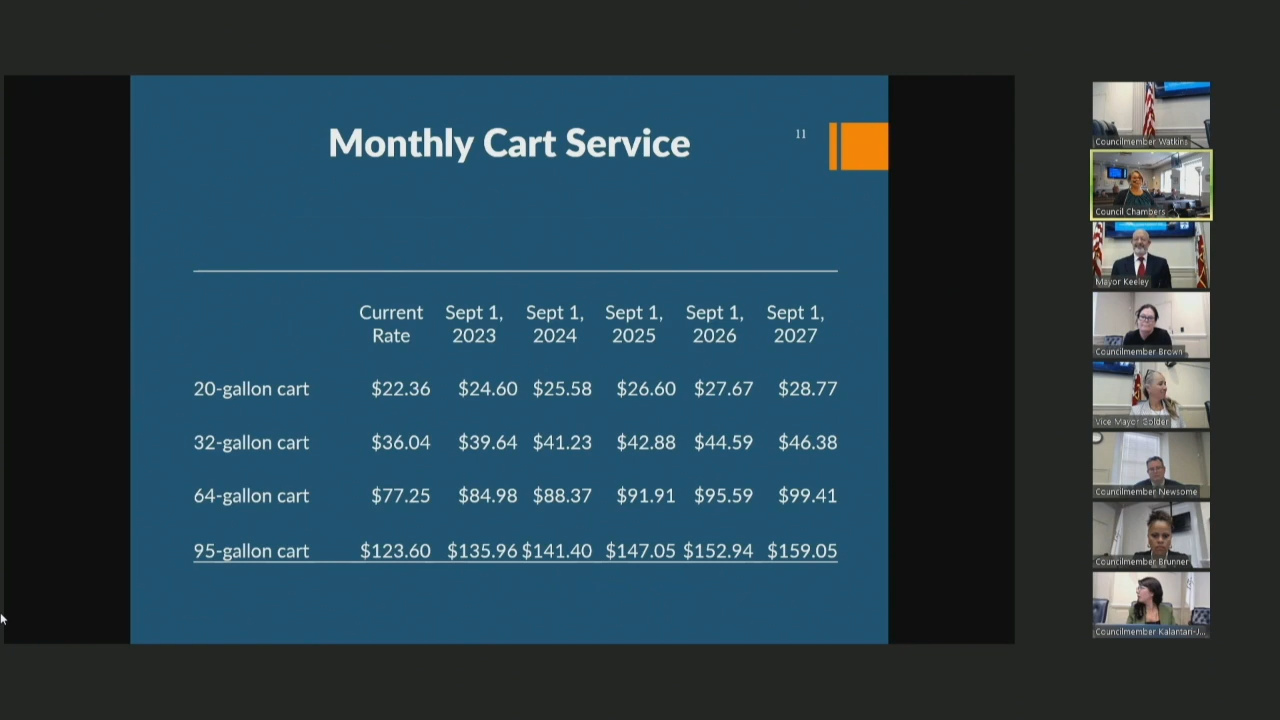 Monthly Cart Service
11
Current Rate Sept 1, 2023 Sept 1, 2024 Sept 1, 2025 Sept 1, 2026 Sept 1, 2027
20-gallon cart $22.36 $24.60 $25.58 $26.60 $27.67 $28.77
32-gallon cart $36.04 $39.64 $41.23 $42.88 $44.59 $46.38
64-gallon cart $77.25 $84.98 $88.37 $91.91 $95.59 $99.41
95-gallon cart $123.60 $135.96 $141.40 $147.05 $152.94 $159.05
Councilmember Watkins
Council Chambers
Mayor Keeley
Councilmember Brown
Vice Mayor Golder
Councilmember Newsome
Councilmember Brunner
Councilmember Kalantari-J...